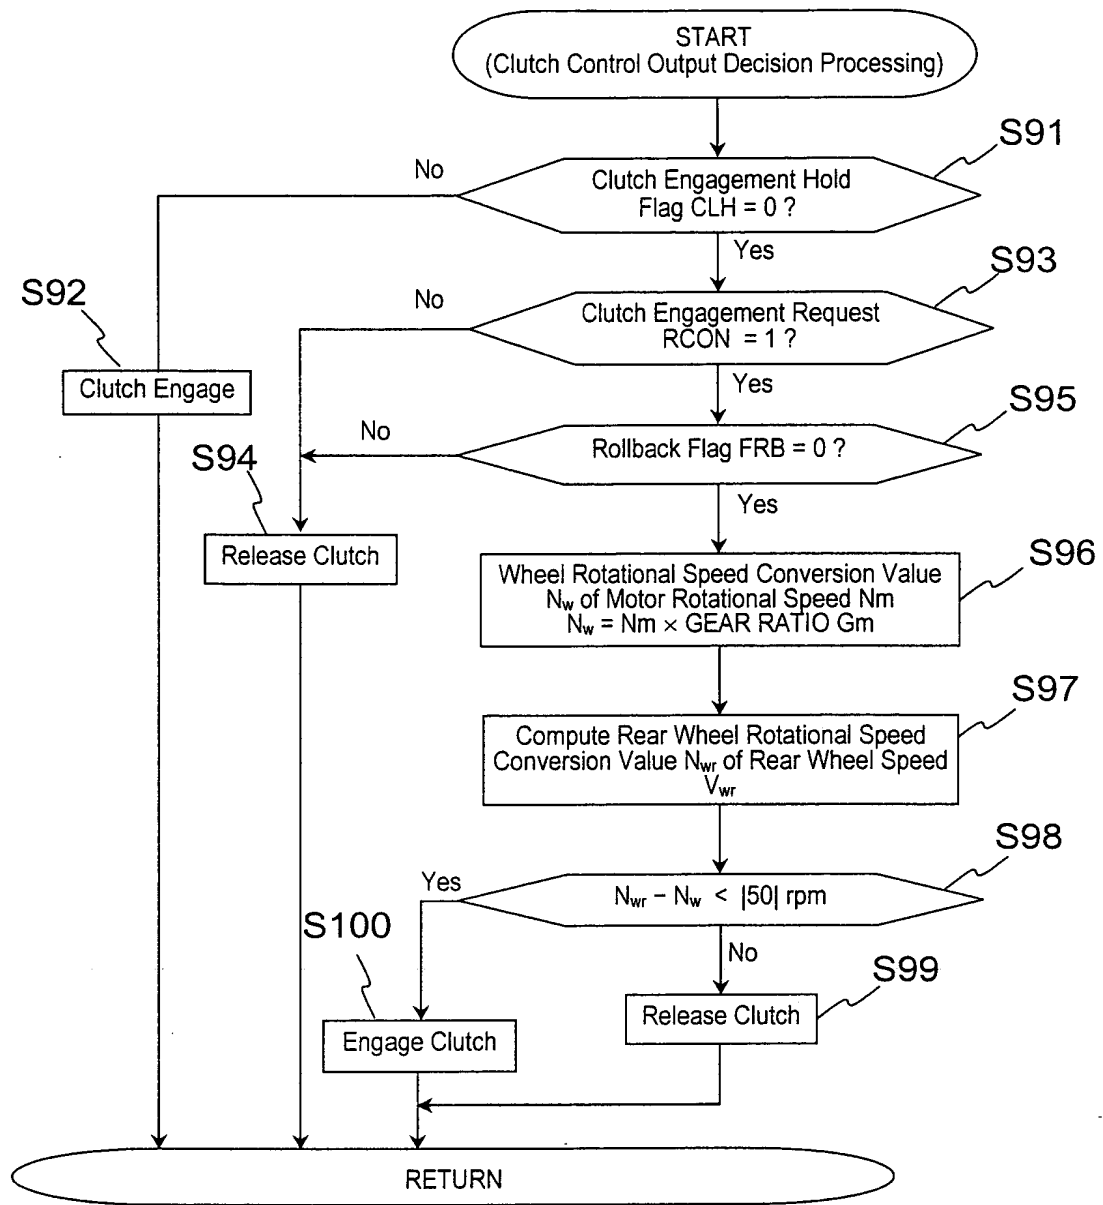 START
(Clutch Control Output Decision Processing)
S91
No
Clutch Engagement Hold
Flag CLH = 0 ?
Yes
S93
S92
No
Clutch Engagement Request
RCON = 1 ?
Clutch Engage
Yes
S95
No
Rollback Flag FRB = 0 ?
S94
Yes
Release Clutch
S96
Wheel Rotational Speed Conversion Value
Nw of Motor Rotational Speed Nm
Nw = Nm × GEAR RATIO Gm
S97
Compute Rear Wheel Rotational Speed
Conversion Value Nwr of Rear Wheel Speed
Vwr
S98
Yes
Nwr − Nw < |50| rpm
S100
No
S99
Release Clutch
Engage Clutch
RETURN